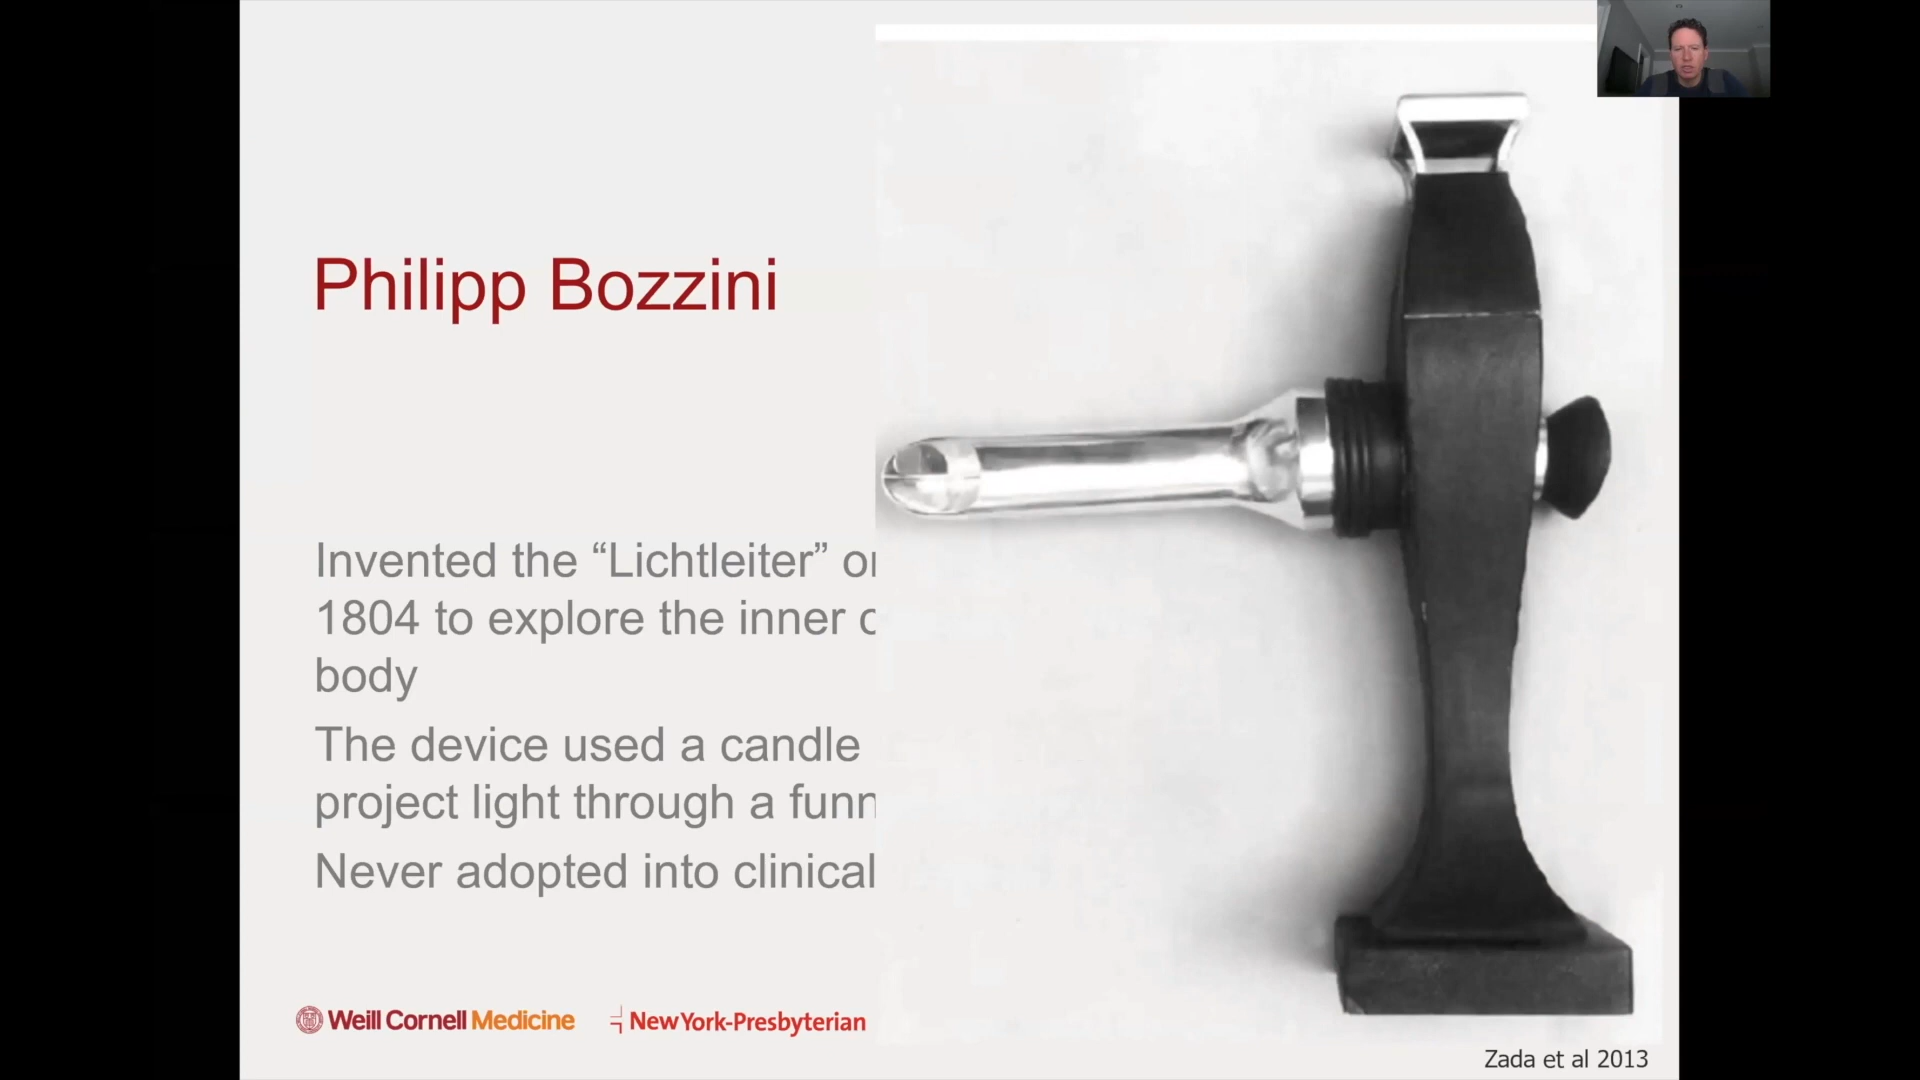 Philipp Bozzini
Invented the “Lichtleiter” or
1804 to explore the inner
body
The device used a candle
project light through a
Never adopted into clinical
Weill Cornell Medicine
NewYork-Presbyterian
Zada et al 2013